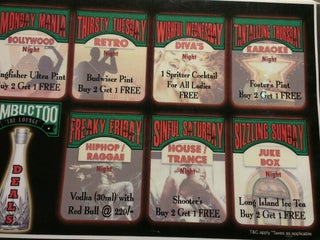 MONDAY MANIA
BOLLYWOOD
Night
Kingfisher Ultra Pint
Buy 2 Get 1 FREE
THIRSTY TUESDAY
RETRO
Night
Budwiser Pint
Buy 2 Get 1 FREE
WISHFUL WEDNESDAY
DIVA'S
Night
1 Spritzer Cocktail
For All Ladies
FREE
TANTALIZING THURSDAY
KARAOKE
Night
Fosters Pint
Buy 2 Get 1 FREE
TIMBUCTOO
THE LOUNGE
DEALS
FREAKY FRIDAY
HIPHOP /
RAGGAE
Night
Vodka (30ml) with
Red Bull @ 220/-
SINFUL SATURDAY
HOUSE /
TRANCE
Night
Shooter's
Buy 2 Get 1 FREE
SIZZLING SUNDAY
JUKE
BOX
Night
Long Island Ice Tea
Buy 2 Get 1 FREE
T&C apply *Taxes as applicable